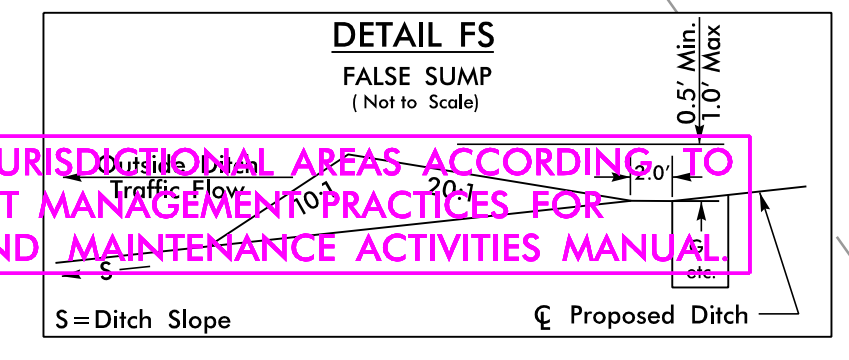 DETAIL FS
FALSE SUMP
( Not to Scale)
0.5' Min.
1.0' Max
URISDICTIONAL AREAS ACCORDING TO
T MANAGEMENT PRACTICES FOR
ND MAINTENANCE ACTIVITIES MANUAL.
Outside Ditch
Traffic Flow
10:1
20:1
2.0'
etc.
S
S=Ditch Slope
℄ Proposed Ditch